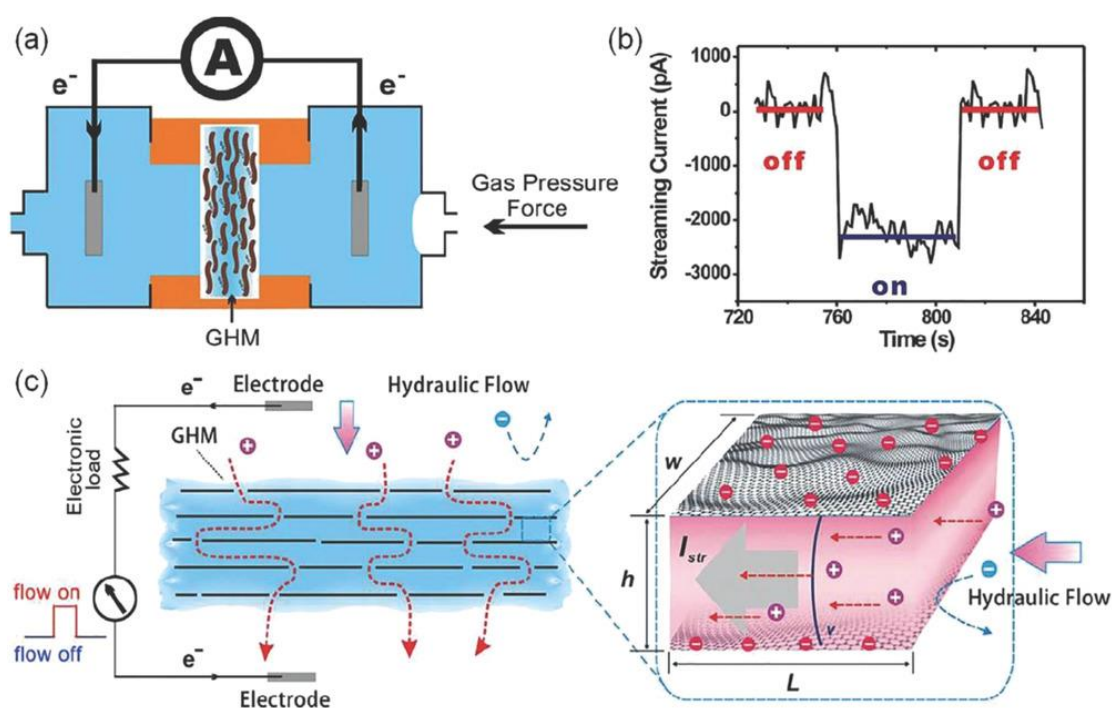 (a)
A
e⁻
e⁻
Gas Pressure
Force
GHM
(b)
Streaming Current (pA)
1000
0
-1000
-2000
-3000
off
off
on
720
760
800
840
Time (s)
(c)
e⁻
Electrode
Hydraulic Flow
GHM
Electronic
load
flow on
flow off
e⁻
Electrode
w
h
I str
v
L
Hydraulic Flow